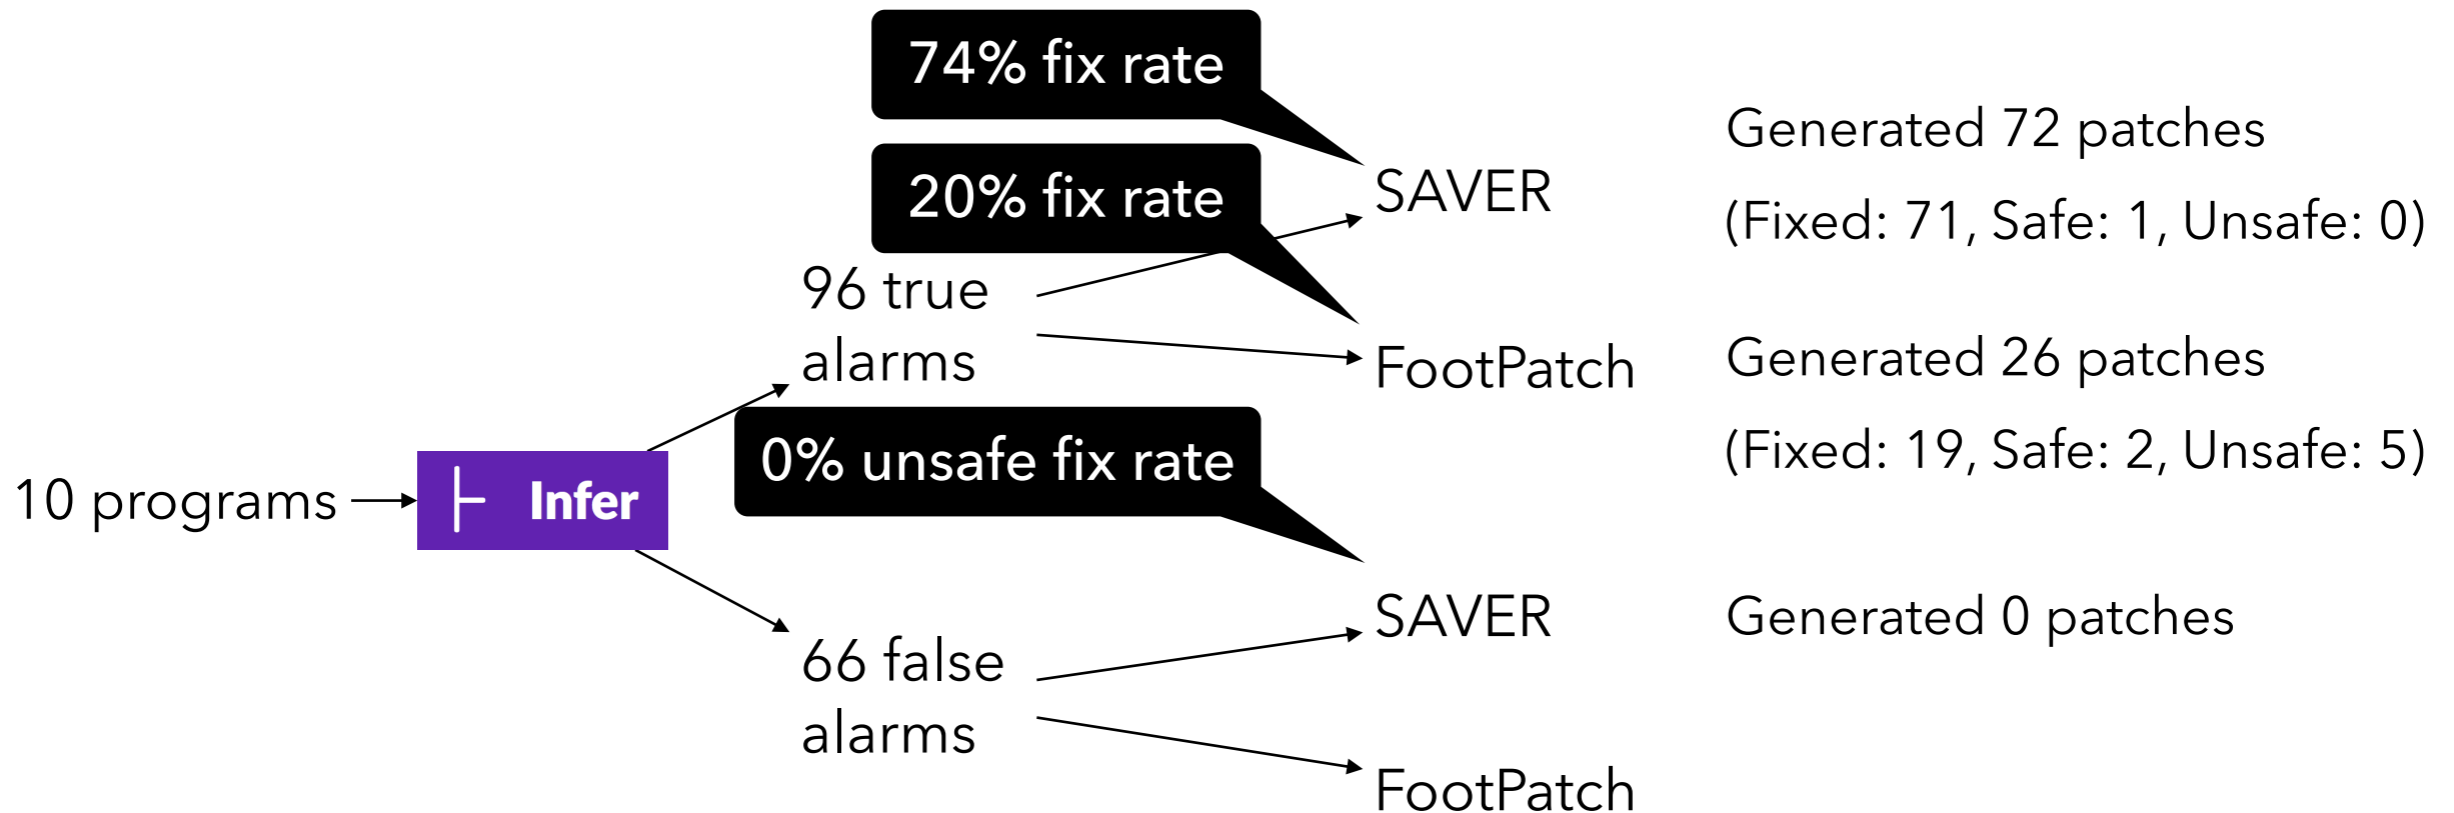 74% fix rate
Generated 72 patches
20% fix rate
SAVER
(Fixed: 71, Safe: 1, Unsafe: 0)
96 true
alarms
FootPatch
Generated 26 patches
(Fixed: 19, Safe: 2, Unsafe: 5)
0% unsafe fix rate
10 programs
Infer
SAVER
Generated 0 patches
66 false
alarms
FootPatch